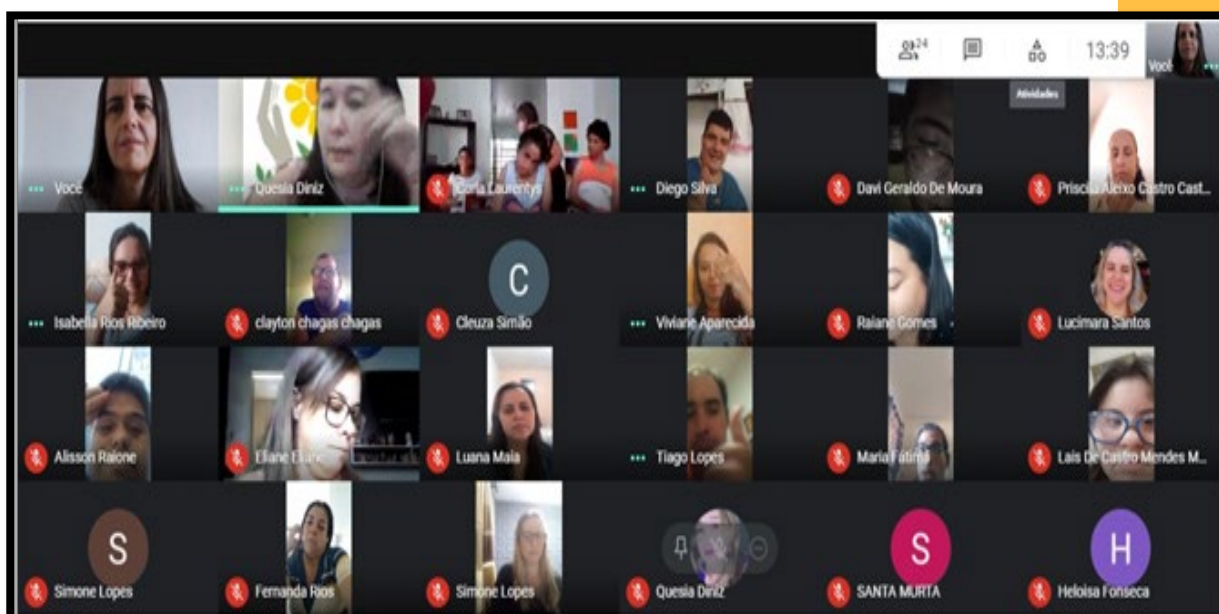 24
13:39
Você
Atividades
Você
Quesia Diniz
Carla Laurentys
Diego Silva
Davi Geraldo De Moura
Priscila Aleixo Castro Cast...
Isabella Rios Ribeiro
clayton chagas chagas
C
Cleuza Simão
Viviane Aparecida
Raiane Gomes
Lucimara Santos
Alisson Raione
Eliane Eliane
Luana Maia
Tiago Lopes
Maria Fatima
Lais De Castro Mendes M...
S
Simone Lopes
Fernanda Rios
Simone Lopes
Quesia Diniz
S
SANTA MURTA
H
Heloisa Fonseca